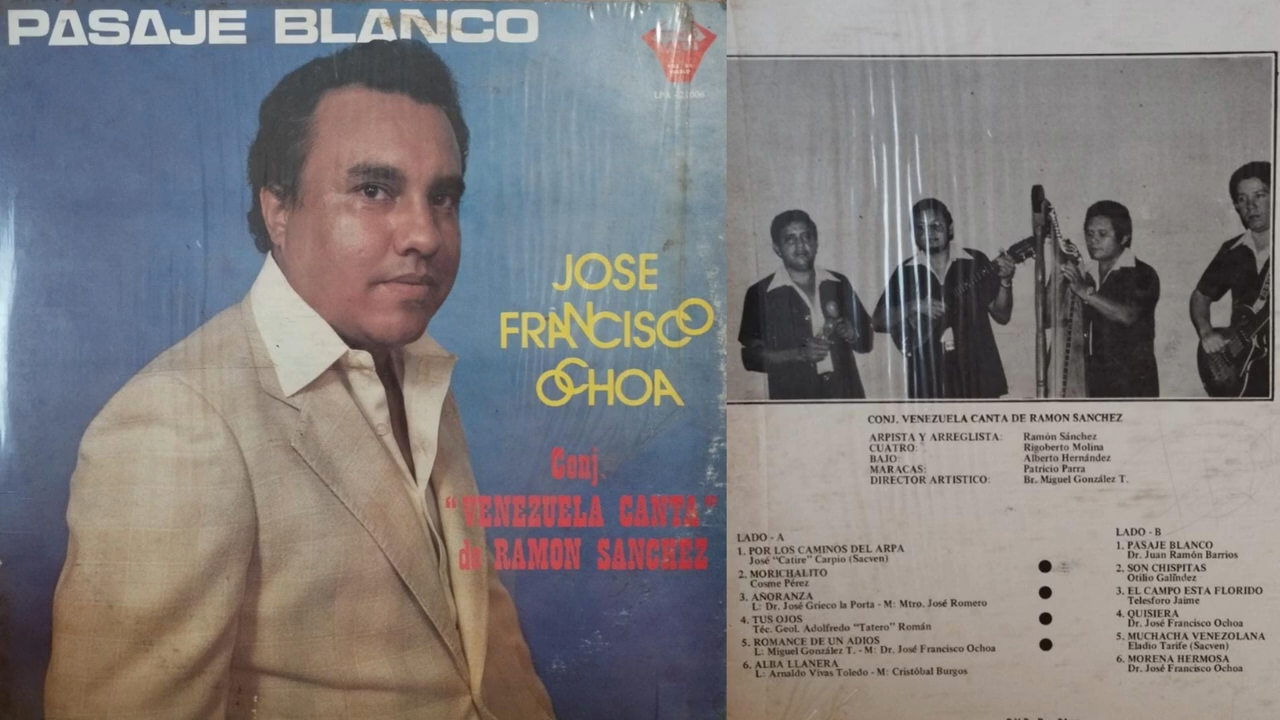 PASAJE BLANCO
JOSE
FRANCISCO
OCHOA
Conj.
"VENEZUELA CANTA"
de RAMON SANCHEZ
CONJ. VENEZUELA CANTA DE RAMON SANCHEZ
ARPISTA Y ARREGLISTA: Ramón Sánchez
CUATRO: Rigoberto Molina
BAJO: Alberto Hernández
MARACAS: Patricio Parra
DIRECTOR ARTISTICO: Br. Miguel González T.
LADO - A
1. POR LOS CAMINOS DEL ARPA
José "Catire" Carpio (Sacven)
2. MORICHALITO
Cosme Pérez
3. AÑORANZA
L: Dr. José Grieco la Porta - M: Mtro. José Romero
4. TUS OJOS
Téc. Geol. Adolfredo "Tatero" Román
5. ROMANCE DE UN ADIOS
L: Miguel González T. - M: Dr. José Francisco Ochoa
6. ALBA LLANERA
L: Arnaldo Vivas Toledo - M: Cristóbal Burgos
LADO - B
1. PASAJE BLANCO
Dr. Juan Ramón Barrios
2. SON CHISPITAS
Otilio Galíndez
3. EL CAMPO ESTA FLORIDO
Telesforo Jaime
4. QUISIERA
Dr. José Francisco Ochoa
5. MUCHACHA VENEZOLANA
Eladio Tarife (Sacven)
6. MORENA HERMOSA
Dr. José Francisco Ochoa